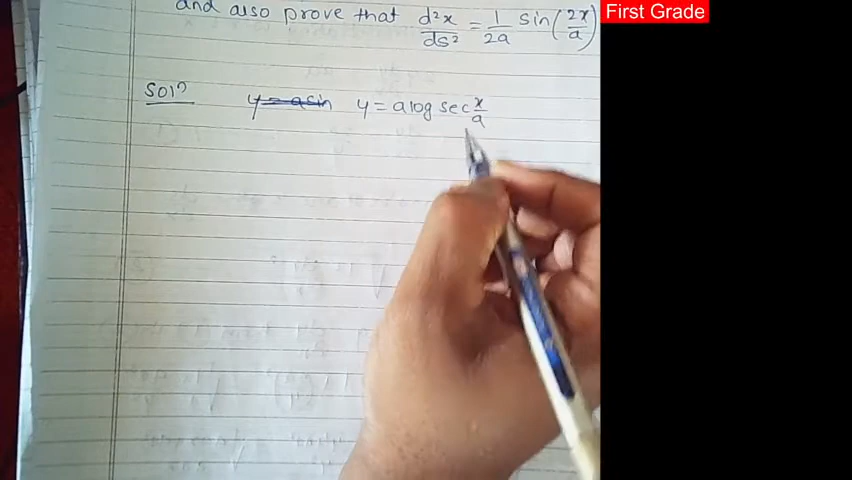 and also prove that d²x/ds² = 1/2a sin(2x/a)
First Grade
Solⁿ y = a sin y = a log sec x/a